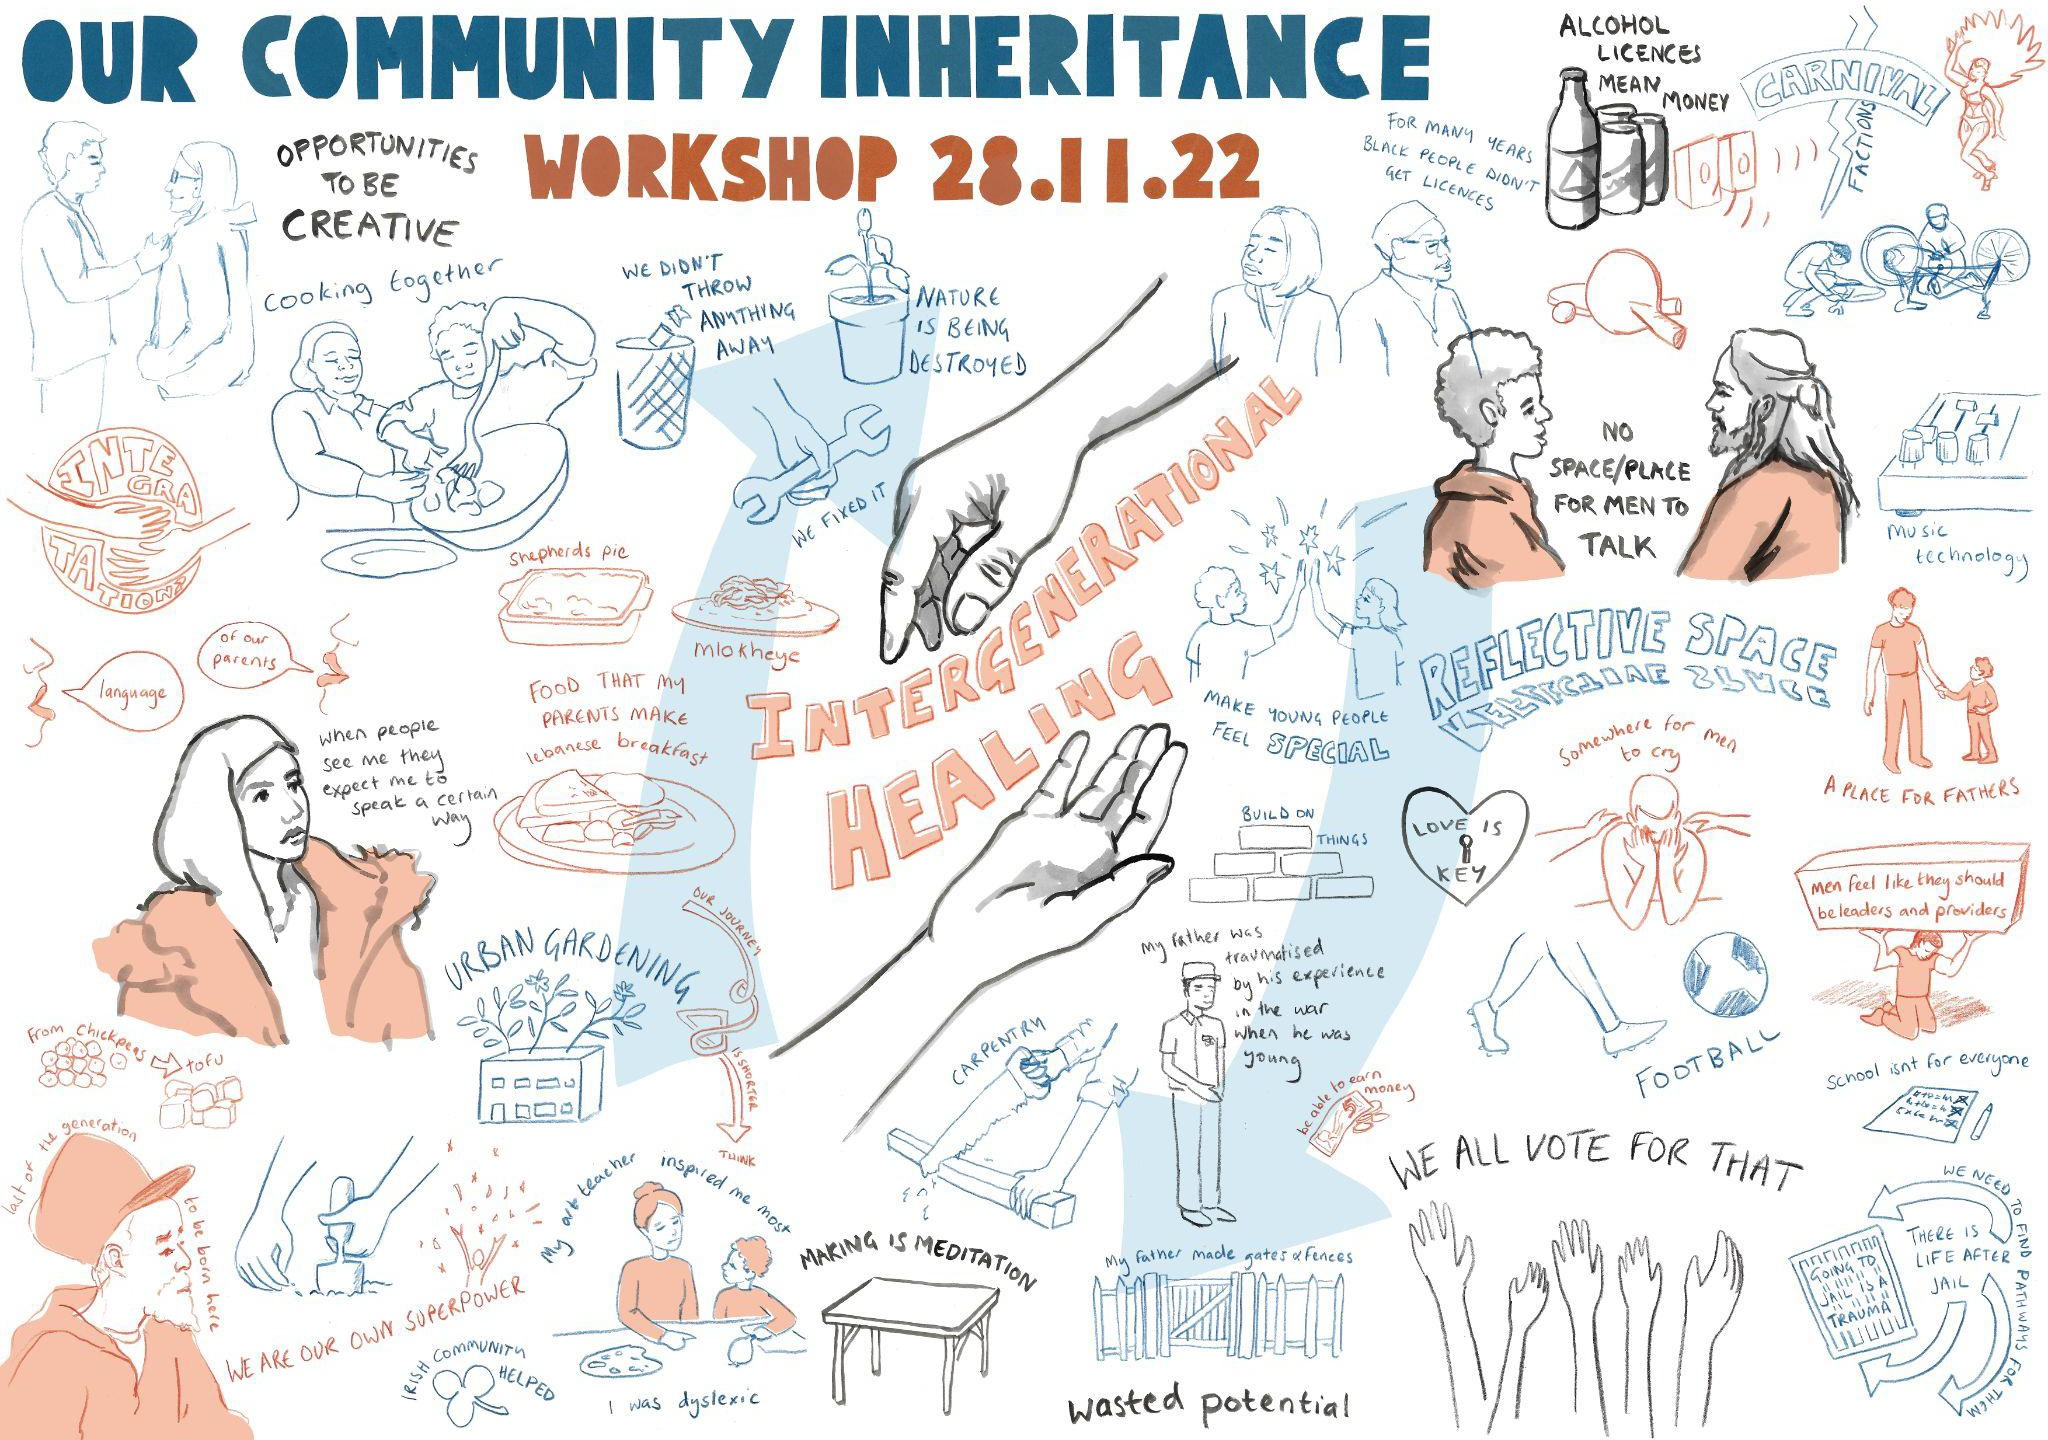 OUR COMMUNITY INHERITANCE
WORKSHOP 28.11.22
OPPORTUNITIES
TO BE
CREATIVE
cooking together
WE DIDN'T
THROW
ANYTHING
AWAY
NATURE
IS BEING
DESTROYED
WE FIXED IT
FOR MANY YEARS
BLACK PEOPLE DIDN'T
GET LICENCES
ALCOHOL
LICENCES
MEAN
MONEY
CARNIVAL
FACTIONS
INTE
GRA
TATION?
shepherds pie
mlokheye
FOOD THAT MY
PARENTS MAKE
lebanese breakfast
language
of our
parents
when people
see me they
expect me to
speak a certain
way
INTERGENERATIONAL
HEALING
NO
SPACE/PLACE
FOR MEN TO
TALK
music
technology
MAKE YOUNG PEOPLE
FEEL SPECIAL
REFLECTIVE SPACE
REFLECTIVE SPACE
Somewhere for men
to cry
A PLACE FOR FATHERS
BUILD ON
THINGS
LOVE IS
KEY
men feel like they should
be leaders and providers
URBAN GARDENING
OUR JOURNEY
IS SHORTER
THINK
From chickpeas
tofu
My father was
traumatised
by his experience
in the war
when he was
young
CARPENTRY
be able to earn
money
5
FOOTBALL
School isnt for everyone
last of the generation
to be born here
WE ARE OUR OWN SUPERPOWER
IRISH COMMUNITY
HELPED
My art teacher inspired me most
I was dyslexic
MAKING IS MEDITATION
My father made gates & fences
wasted potential
WE ALL VOTE FOR THAT
GOING TO
JAIL IS A
TRAUMA
THERE IS
LIFE AFTER
JAIL
WE NEED TO FIND PATHWAYS FOR THEM